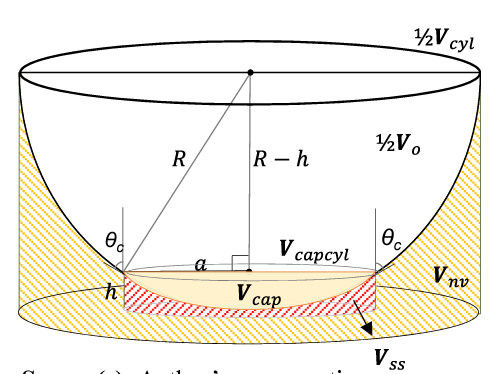 ½V_cyl
½V_o
R
R − h
θ_c
V_capcyl
θ_c
a
h
V_cap
V_nv
V_ss